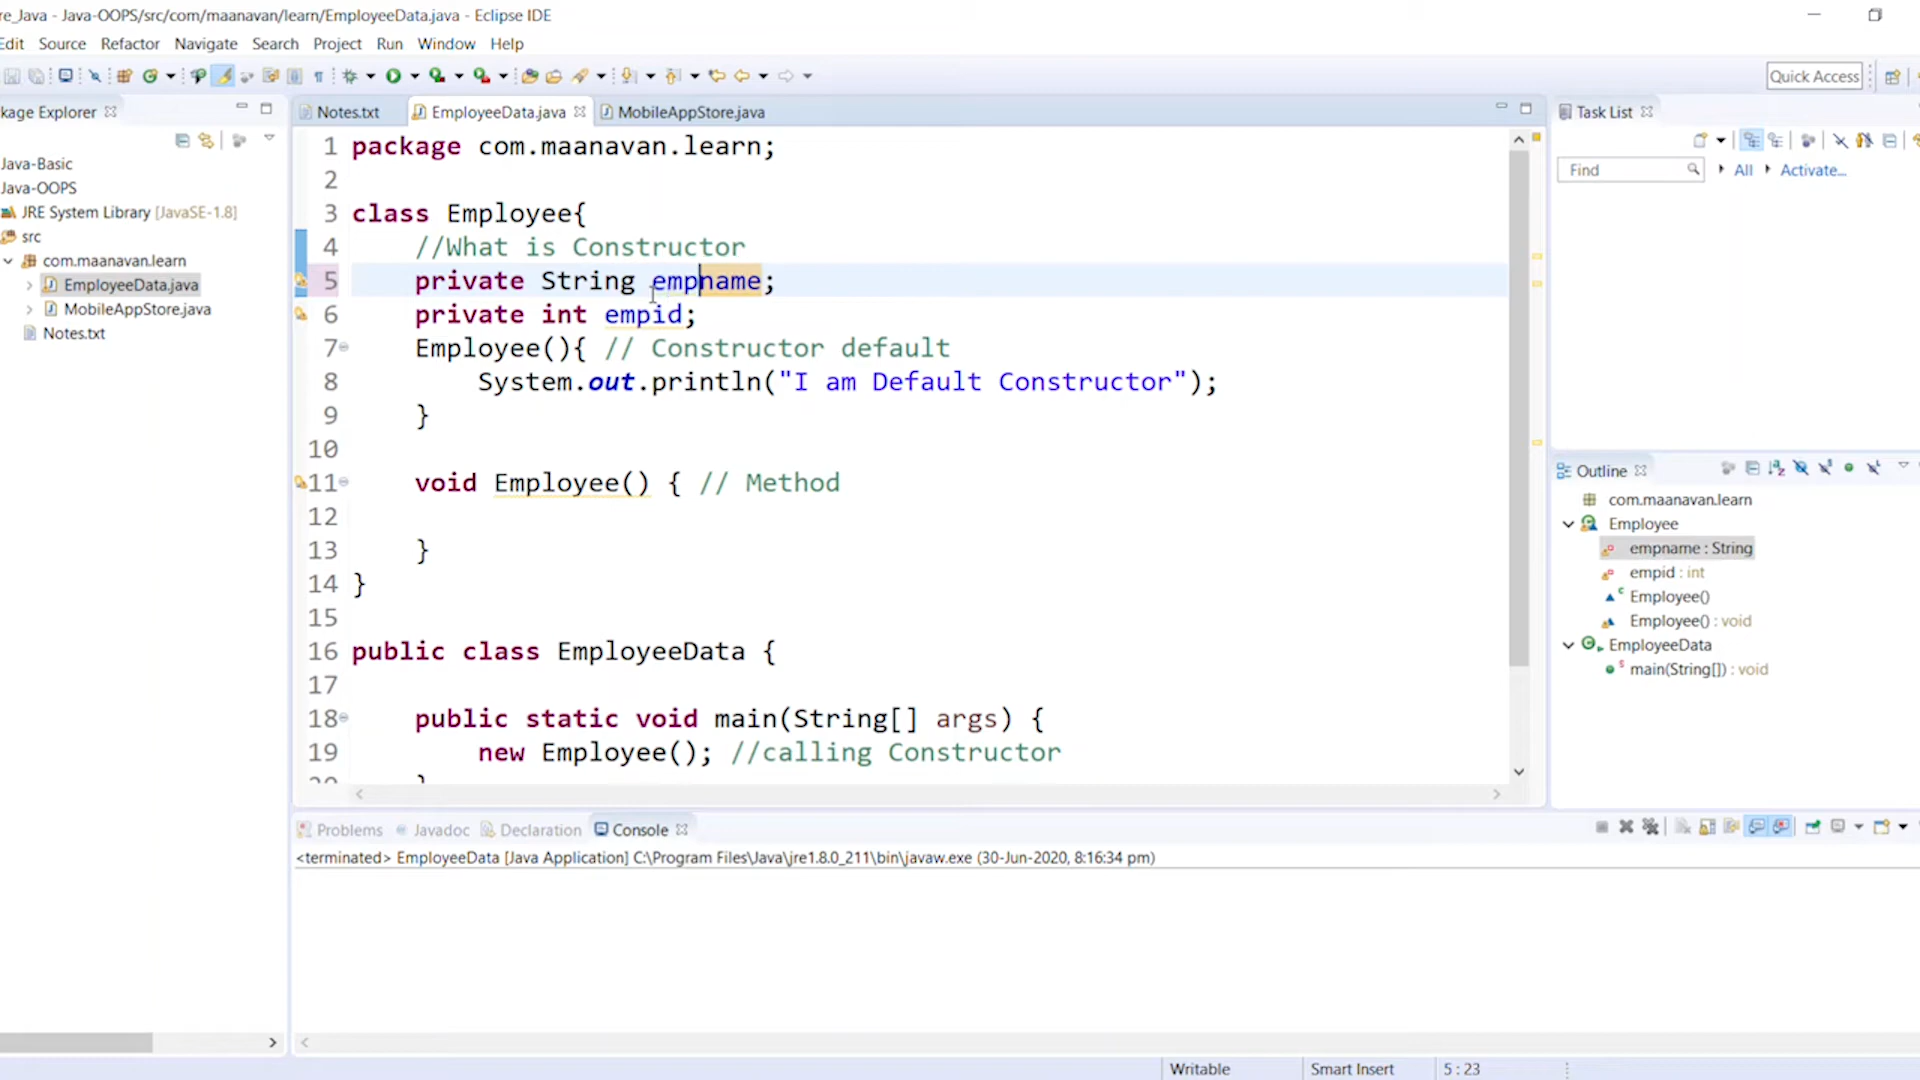 re_Java - Java-OOPS/src/com/maanavan/learn/EmployeeData.java - Eclipse IDE
Edit Source Refactor Navigate Search Project Run Window Help
Quick Access
kage Explorer
Java-Basic
Java-OOPS
JRE System Library [JavaSE-1.8]
src
com.maanavan.learn
EmployeeData.java
MobileAppStore.java
Notes.txt
Notes.txt EmployeeData.java MobileAppStore.java
1 package com.maanavan.learn;
2
3 class Employee{
4 //What is Constructor
5 private String empname;
6 private int empid;
7 Employee(){ // Constructor default
8 System.out.println("I am Default Constructor");
9 }
10
11 void Employee() { // Method
12
13 }
14 }
15
16 public class EmployeeData {
17
18 public static void main(String[] args) {
19 new Employee(); //calling Constructor
20 }
Task List
Find All Activate...
Outline
com.maanavan.learn
Employee
empname : String
empid : int
Employee()
Employee() : void
EmployeeData
main(String[]) : void
Problems Javadoc Declaration Console
<terminated> EmployeeData [Java Application] C:\Program Files\Java\jre1.8.0_211\bin\javaw.exe (30-Jun-2020, 8:16:34 pm)
Writable Smart Insert 5 : 23